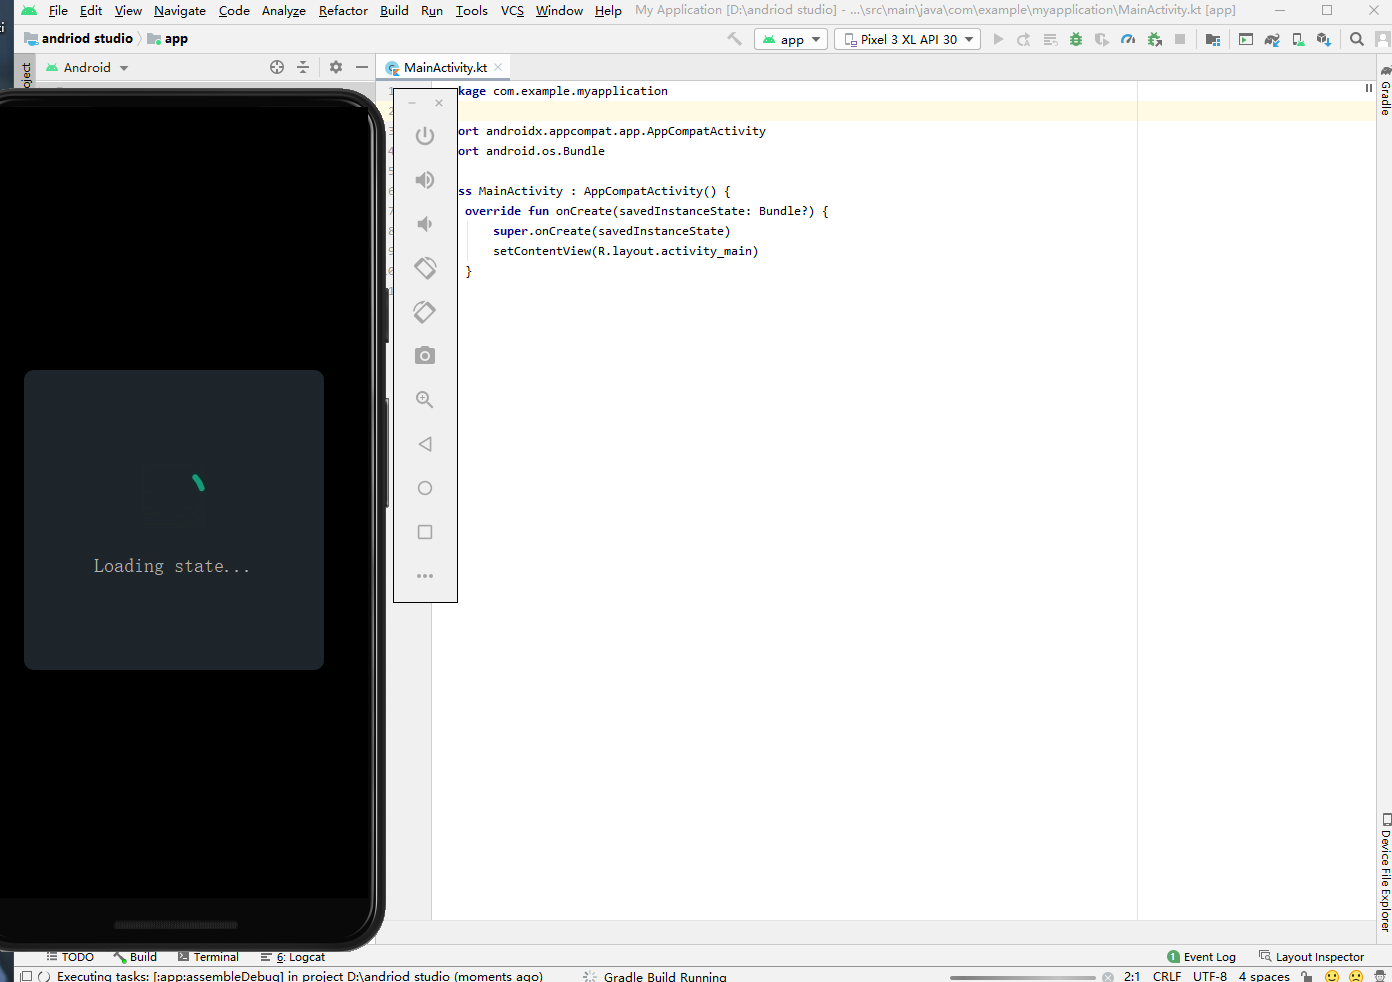 File Edit View Navigate Code Analyze Refactor Build Run Tools VCS Window Help My Application [D:\andriod studio] - ...\src\main\java\com\example\myapplication\MainActivity.kt [app]
andriod studio app
app Pixel 3 XL API 30
Android MainActivity.kt
kage com.example.myapplication
ort androidx.appcompat.app.AppCompatActivity
ort android.os.Bundle
ss MainActivity : AppCompatActivity() {
override fun onCreate(savedInstanceState: Bundle?) {
super.onCreate(savedInstanceState)
setContentView(R.layout.activity_main)
}
Loading state...
oject
Gradle
Device File Explorer
TODO Build Terminal 6: Logcat 1 Event Log Layout Inspector
Executing tasks: [:app:assembleDebug] in project D:\andriod studio (moments ago) Gradle Build Running 2:1 CRLF UTF-8 4 spaces